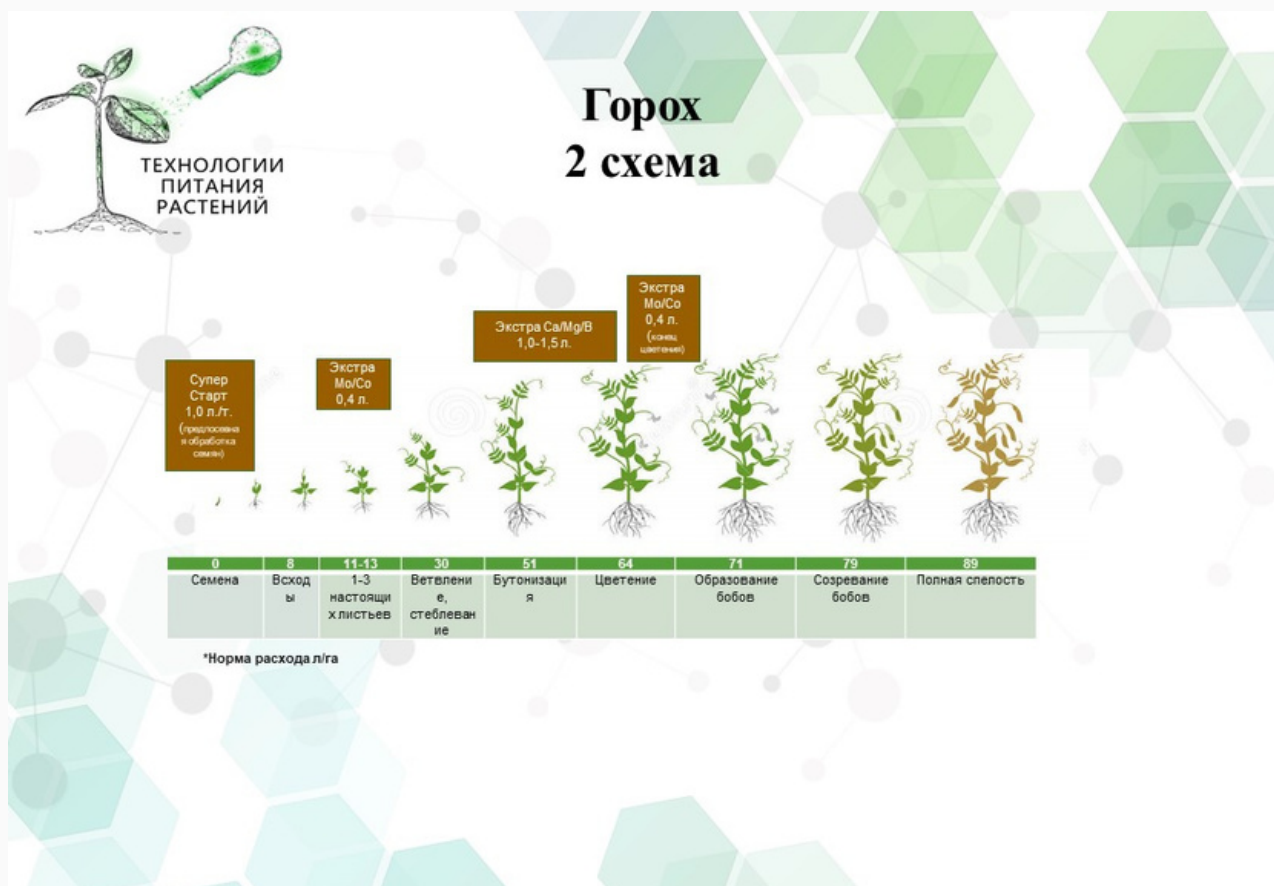 ТЕХНОЛОГИИ
ПИТАНИЯ
РАСТЕНИЙ
Горох
2 схема
Супер
Старт
1,0 л./т.
(предпосевна
я обработка
семян)
Экстра
Mo/Co
0,4 л.
Экстра Ca/Mg/B
1,0-1,5 л.
Экстра
Mo/Co
0,4 л.
(конец
цветения)
0 8 11-13 30 51 64 71 79 89
Семена
Всход
ы
1-3
настоящи
х листьев
Ветвлени
е,
стеблеван
ие
Бутонизаци
я
Цветение
Образование
бобов
Созревание
бобов
Полная спелость
*Норма расхода л/га